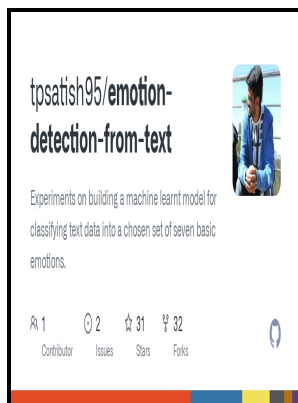 tpsatish95/emotion-
detection-from-text
Experiments on building a machine learnt model for
classifying text data into a chosen set of seven basic
emotions.
1 2 31 32
Contributor Issues Stars Forks